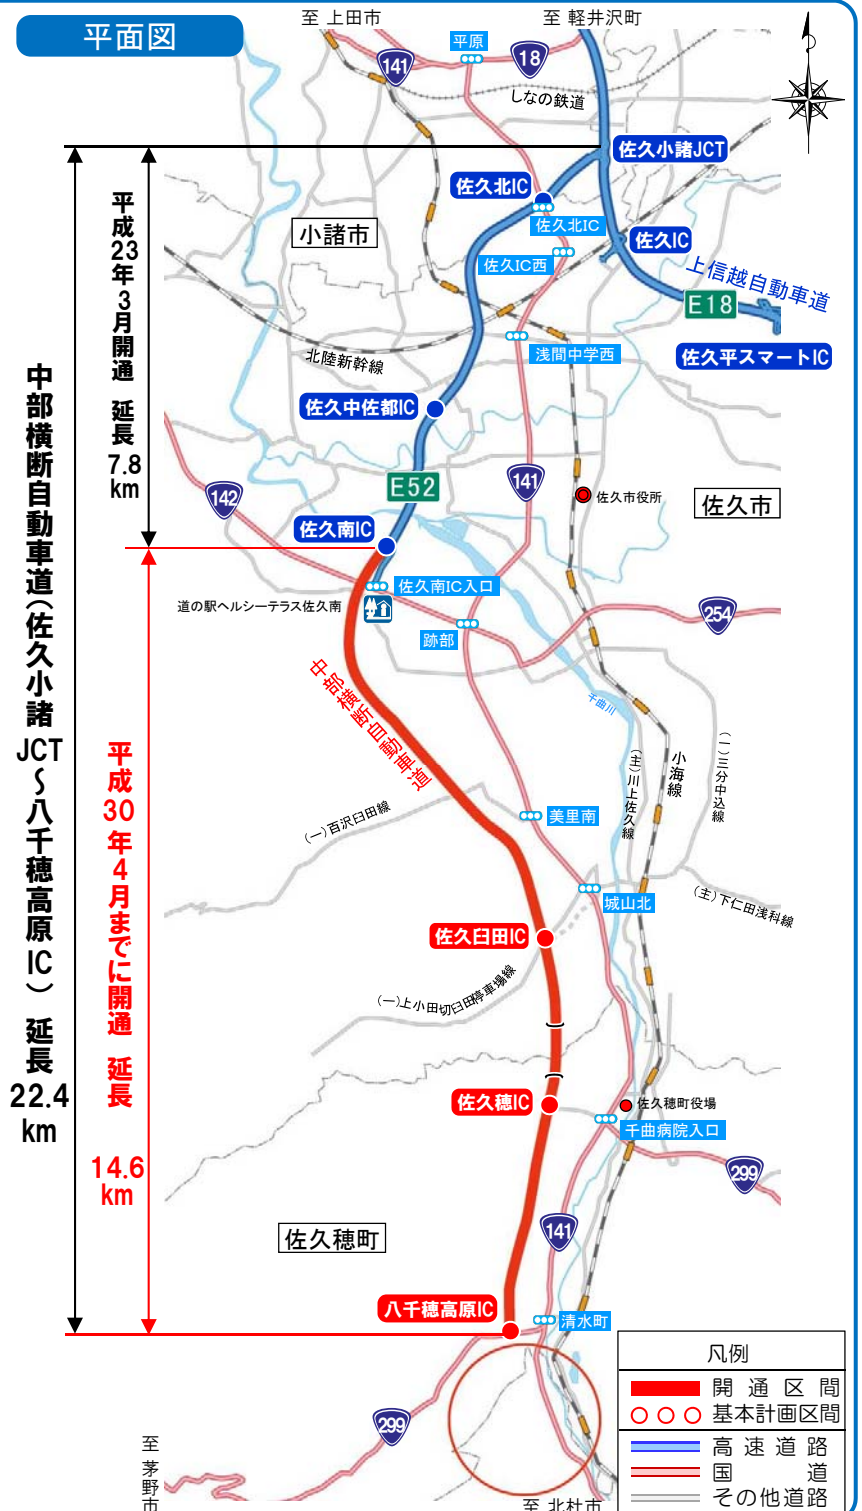 平面図
至 上田市
至 軽井沢町
平原
141
18
しなの鉄道
佐久小諸JCT
佐久北IC
佐久北IC
小諸市
佐久IC
佐久IC西
上信越自動車道
E18
浅間中学西
佐久平スマートIC
北陸新幹線
佐久中佐都IC
平成23年3月開通 延長 7.8km
中部横断自動車道(佐久小諸JCT～八千穂高原IC) 延長 22.4km
E52
141
142
佐久市役所
佐久市
佐久南IC
佐久南IC入口
道の駅ヘルシーテラス佐久南
254
跡部
中部横断自動車道
千曲川
(主)川上佐久線
小海線
(一)三分中込線
平成30年4月までに開通 延長 14.6km
美里南
(一)百沢臼田線
城山北
(主)下仁田浅科線
佐久臼田IC
(一)上小田切臼田停車場線
佐久穂IC
佐久穂町役場
千曲病院入口
299
佐久穂町
141
八千穂高原IC
清水町
299
至 茅野市
至 北杜市
凡例
開通区間
基本計画区間
高速道路
国道
その他道路